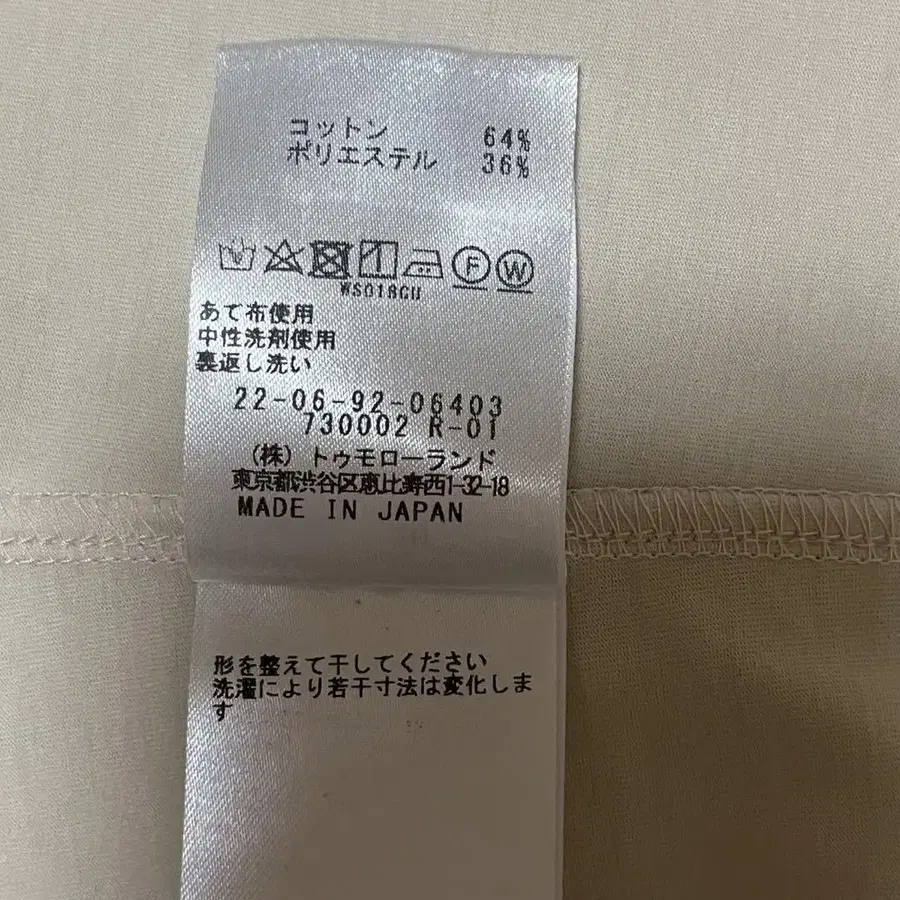 コットン 64%
ポリエステル 36%
F W
WS018CU
あて布使用
中性洗剤使用
裏返し洗い
22-06-92-06403
730002 R-01
(株) トゥモローランド
東京都渋谷区恵比寿西1-32-18
MADE IN JAPAN
形を整えて干してください
洗濯により若干寸法は変化しま
す